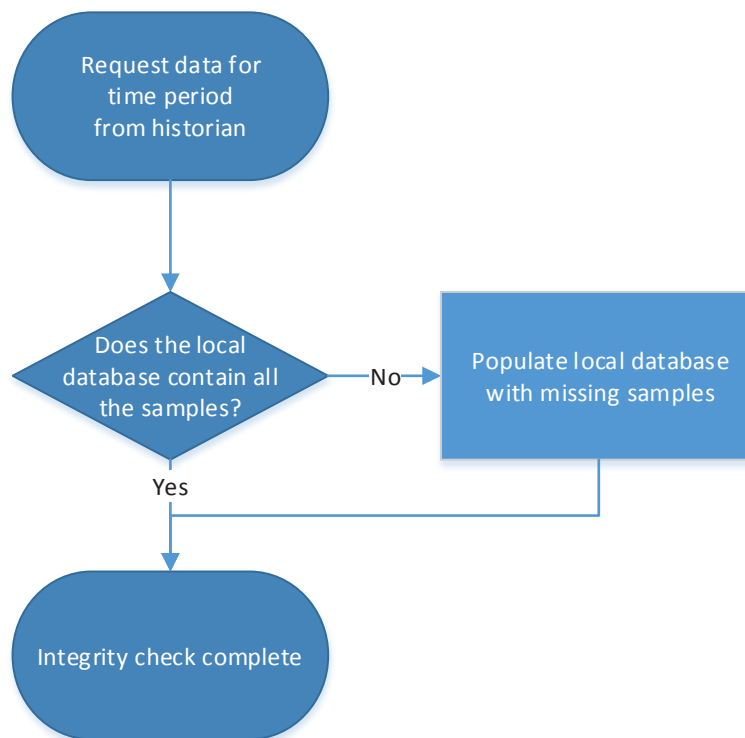 Request data for
time period
from historian
Does the local
database contain all
the samples?
No
Populate local database
with missing samples
Yes
Integrity check complete